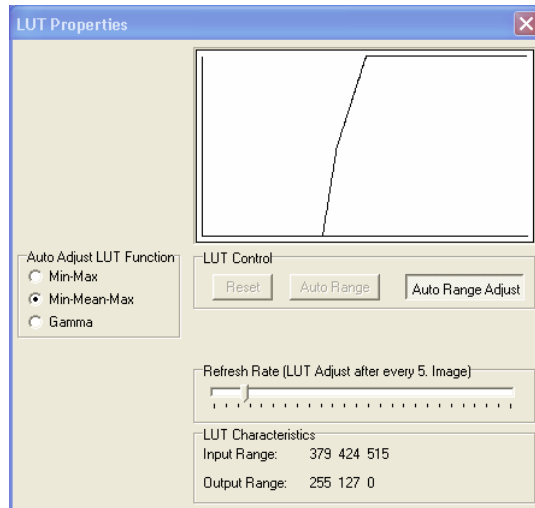 LUT Properties
Auto Adjust LUT Function
Min-Max
Min-Mean-Max
Gamma
LUT Control
Reset Auto Range Auto Range Adjust
Refresh Rate (LUT Adjust after every 5. Image)
LUT Characteristics
Input Range: 379 424 515
Output Range: 255 127 0